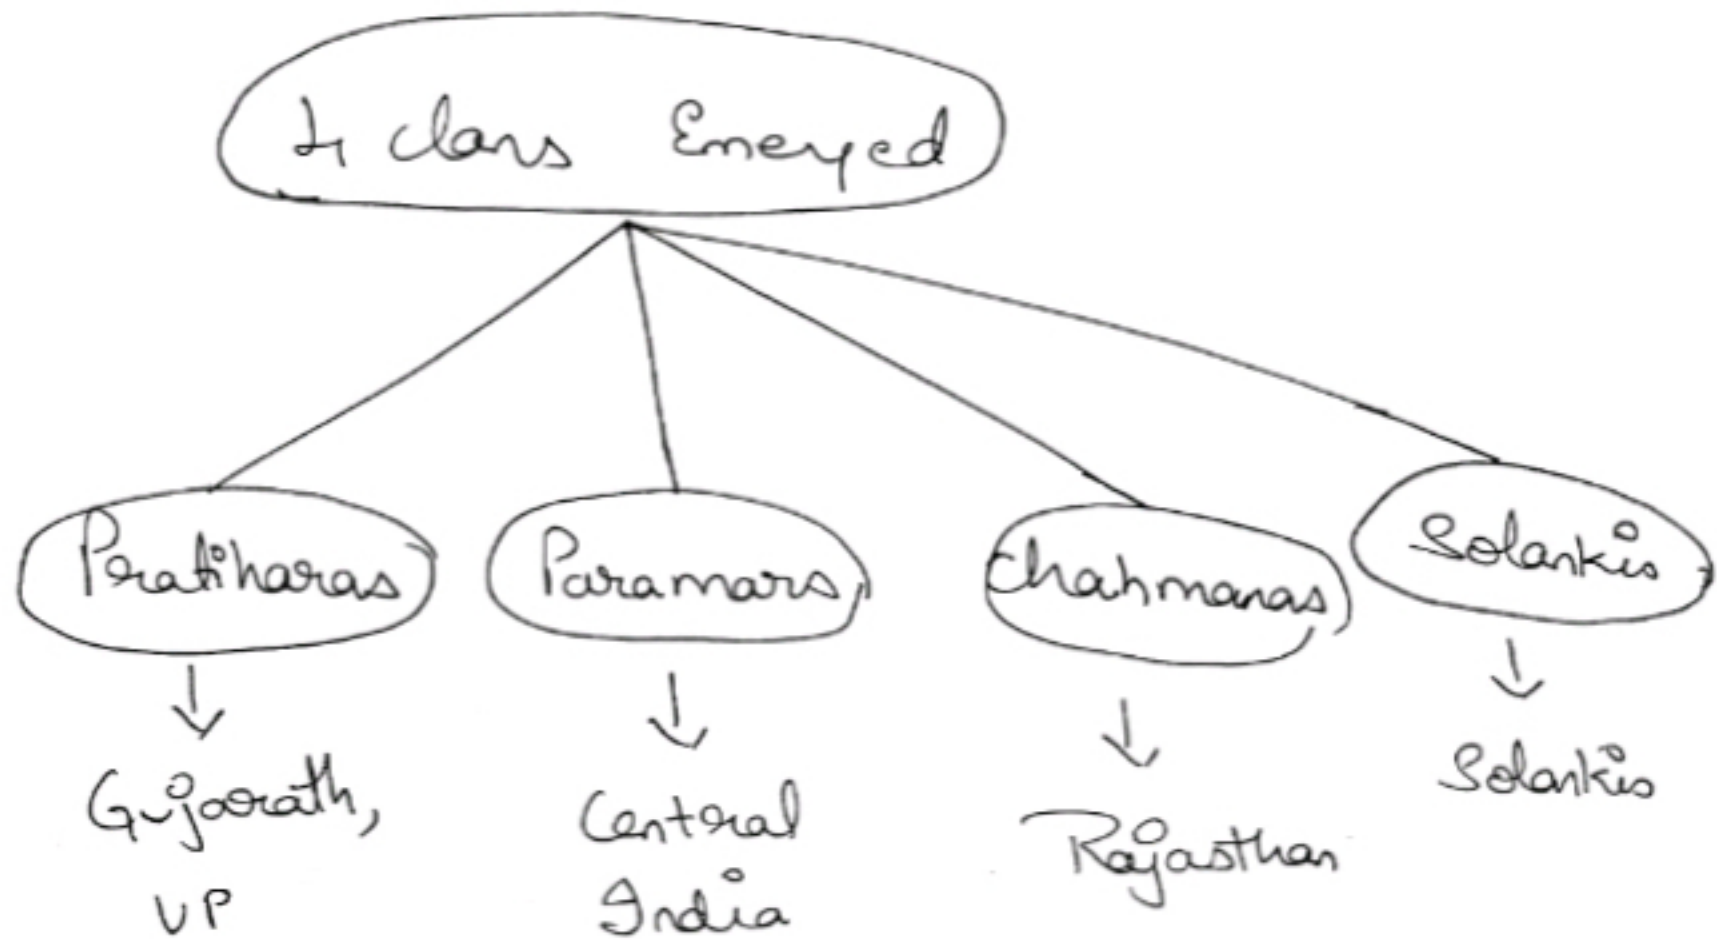 4 clans Emerged
Pratiharas
Paramars
Chahmanas
Solankis
Gujarath,
UP
Central
India
Rajasthan
Solankis